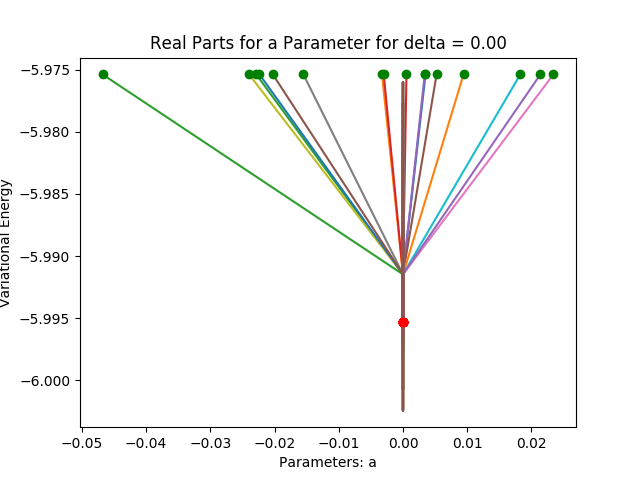 Real Parts for a Parameter for delta = 0.00
−5.975
−5.980
−5.985
−5.990
−5.995
−6.000
Variational Energy
−0.05 −0.04 −0.03 −0.02 −0.01 0.00 0.01 0.02
Parameters: a